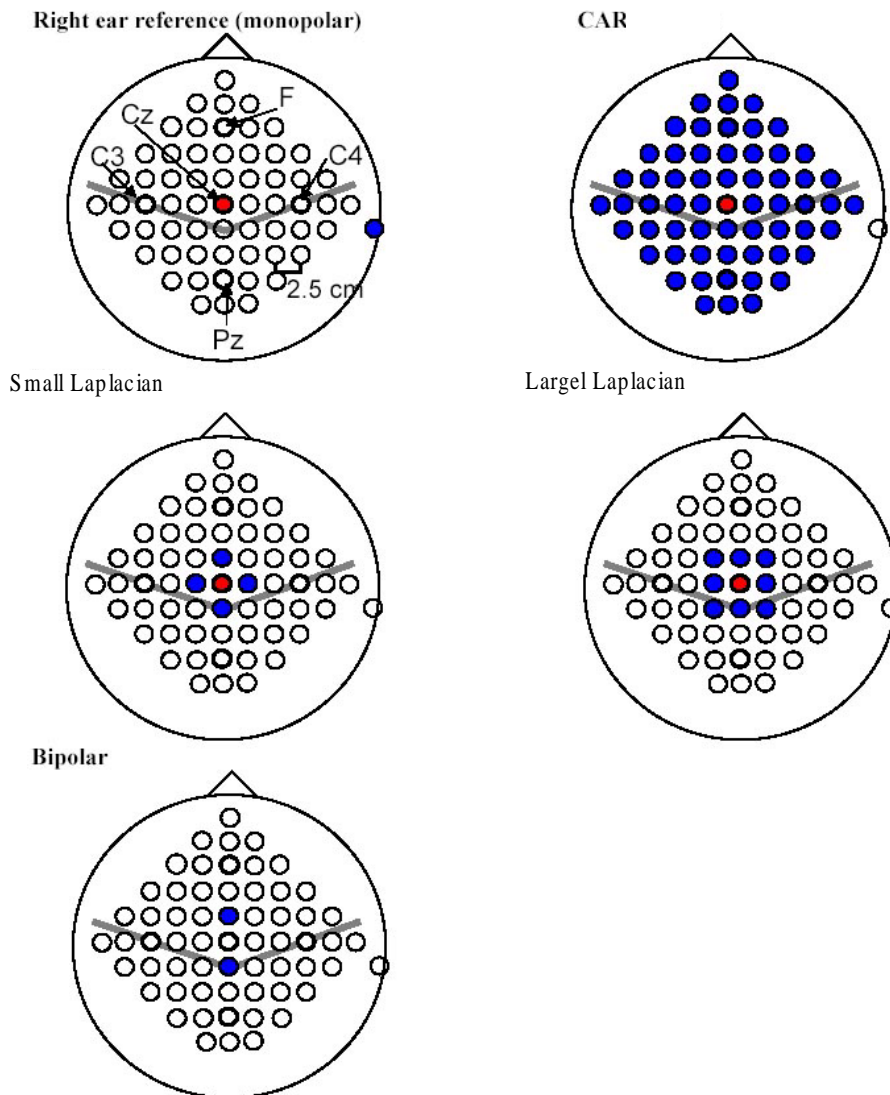 Right ear reference (monopolar)
CAR
F
Cz
C3
C4
2.5 cm
Pz
Small Laplacian
Largel Laplacian
Bipolar